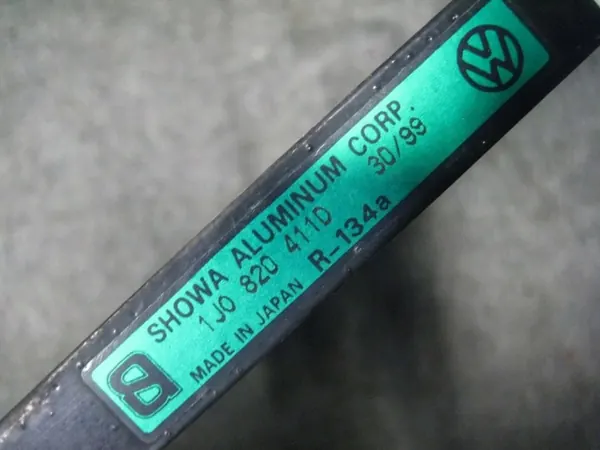 SHOWA ALUMINUM CORP.
1J0 820 411D 30/99
MADE IN JAPAN R-134a